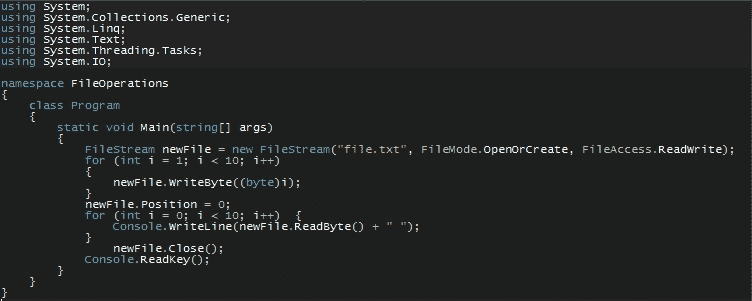 using System;
using System.Collections.Generic;
using System.Linq;
using System.Text;
using System.Threading.Tasks;
using System.IO;

namespace FileOperations
{
    class Program
    {
        static void Main(string[] args)
        {
            FileStream newFile = new FileStream("file.txt", FileMode.OpenOrCreate, FileAccess.ReadWrite);
            for (int i = 1; i < 10; i++)
            {
                newFile.WriteByte((byte)i);
            }
            newFile.Position = 0;
            for (int i = 0; i < 10; i++)  {
                Console.WriteLine(newFile.ReadByte() + " ");
            }
                newFile.Close();
            Console.ReadKey();
        }
    }
}